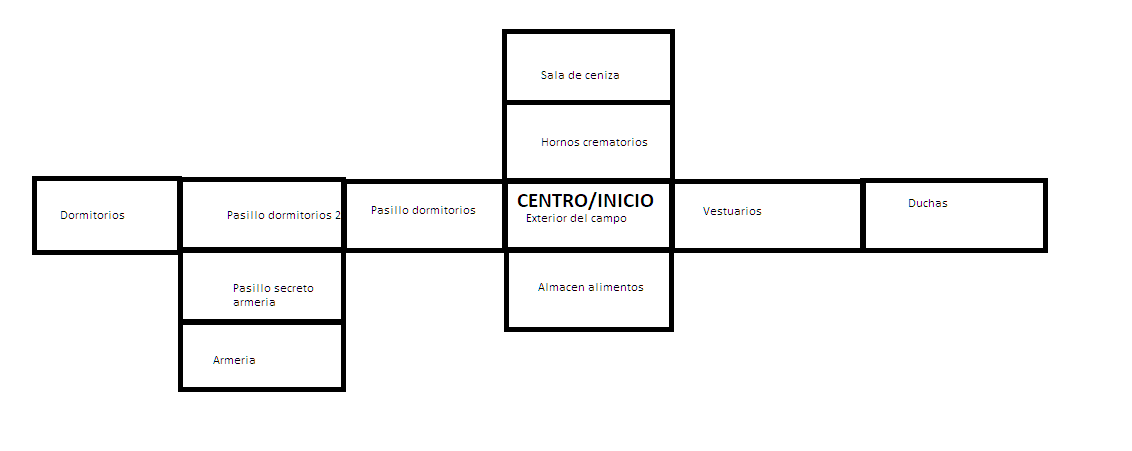 Sala de ceniza
Hornos crematorios
CENTRO/INICIO
Exterior del campo
Dormitorios
Pasillo dormitorios 2
Pasillo dormitorios
Vestuarios
Duchas
Pasillo secreto
armeria
Almacen alimentos
Armeria